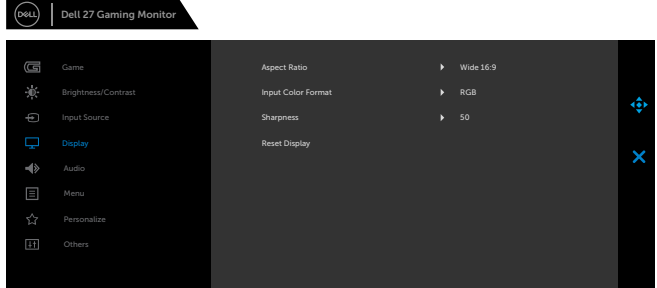 DELL Dell 27 Gaming Monitor
Game
Brightness/Contrast
Input Source
Display
Audio
Menu
Personalize
Others
Aspect Ratio Wide 16:9
Input Color Format RGB
Sharpness 50
Reset Display